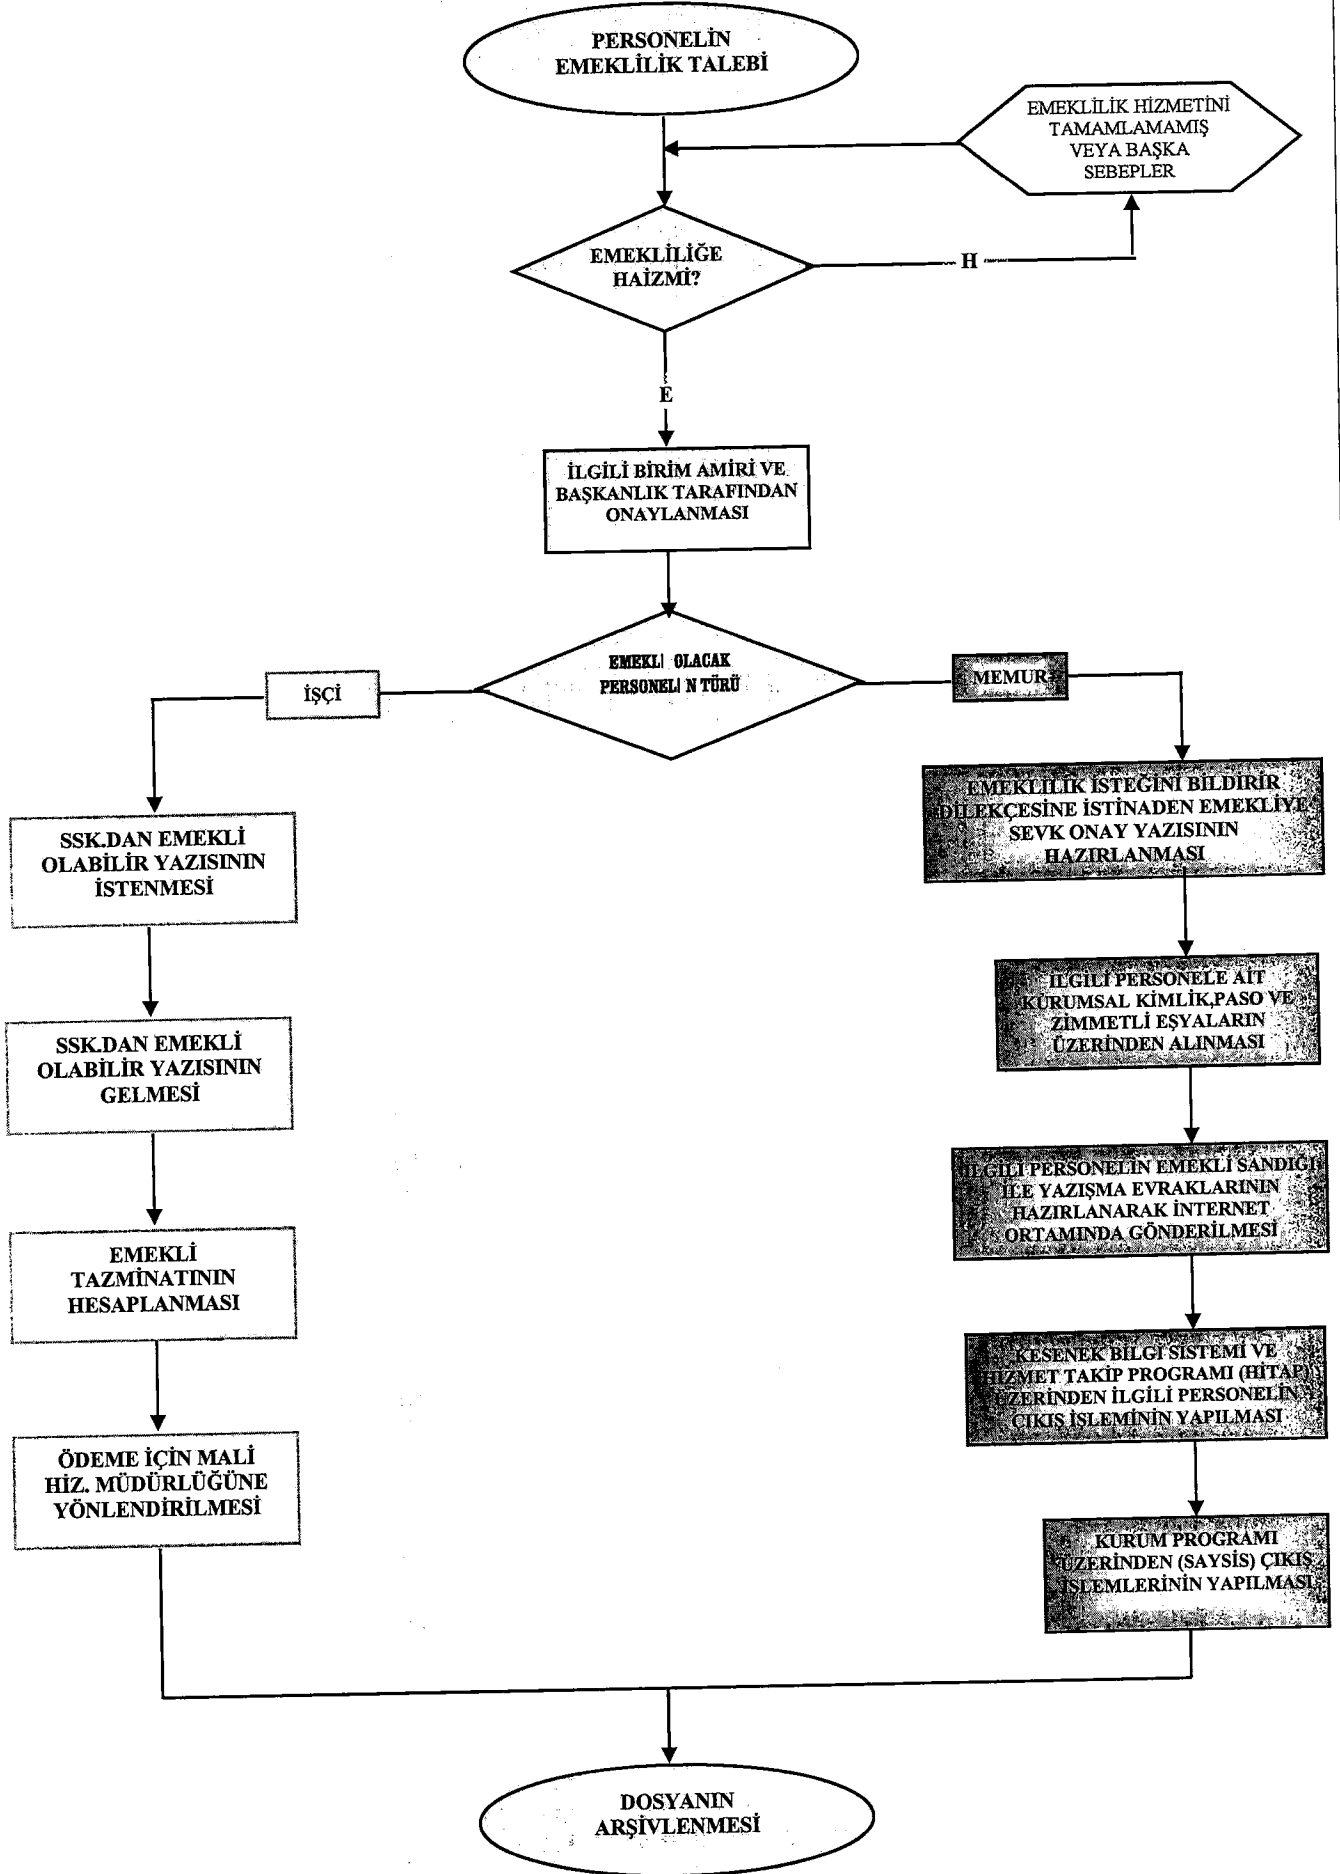 PERSONELİN
EMEKLİLİK TALEBİ
EMEKLİLİK HİZMETİNİ
TAMAMLAMAMIŞ
VEYA BAŞKA
SEBEPLER
EMEKLİLİĞE
HAİZMİ?
H
E
İLGİLİ BİRİM AMİRİ VE
BAŞKANLIK TARAFINDAN
ONAYLANMASI
EMEKLİ OLACAK
PERSONELİN TÜRÜ
İŞÇİ
MEMUR
SSK.DAN EMEKLİ
OLABİLİR YAZISININ
İSTENMESİ
SSK.DAN EMEKLİ
OLABİLİR YAZISININ
GELMESİ
EMEKLİ
TAZMİNATININ
HESAPLANMASI
ÖDEME İÇİN MALİ
HİZ. MÜDÜRLÜĞÜNE
YÖNLENDİRİLMESİ
EMEKLİLİK İSTEĞİNİ BİLDİRİR
DİLEKÇESİNE İSTİNADEN EMEKLİYE
SEVK ONAY YAZISININ
HAZIRLANMASI
İLGİLİ PERSONELE AİT
KURUMSAL KİMLİK,PASO VE
ZİMMETLİ EŞYALARIN
ÜZERİNDEN ALINMASI
İLGİLİ PERSONELİN EMEKLİ SANDIĞI
İLE YAZIŞMA EVRAKLARININ
HAZIRLANARAK İNTERNET
ORTAMINDA GÖNDERİLMESİ
KESENEK BİLGİ SİSTEMİ VE
HİZMET TAKİP PROGRAMI (HİTAP)
ÜZERİNDEN İLGİLİ PERSONELİN
ÇIKIŞ İŞLEMİNİN YAPILMASI
KURUM PROGRAMI
ÜZERİNDEN (SAYSİS) ÇIKIŞ
İŞLEMLERİNİN YAPILMASI
DOSYANIN
ARŞİVLENMESİ